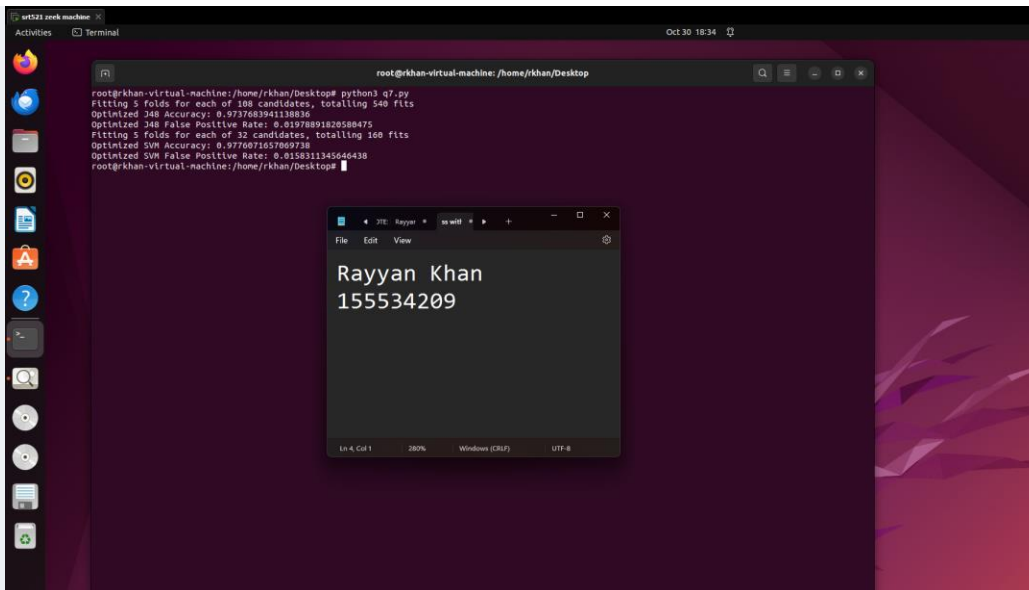 srt521 zeek machine
Activities
Terminal
Oct 30 18:34
root@rkhan-virtual-machine: /home/rkhan/Desktop
root@rkhan-virtual-machine:/home/rkhan/Desktop# python3 q7.py
Fitting 5 folds for each of 108 candidates, totalling 540 fits
Optimized J48 Accuracy: 0.9737683941138836
Optimized J48 False Positive Rate: 0.01978891820580475
Fitting 5 folds for each of 32 candidates, totalling 160 fits
Optimized SVM Accuracy: 0.9776071657069738
Optimized SVM False Positive Rate: 0.0158311345646438
root@rkhan-virtual-machine:/home/rkhan/Desktop#
File Edit View
Rayyan Khan
155534209
Ln 4, Col 1 280% Windows (CRLF) UTF-8